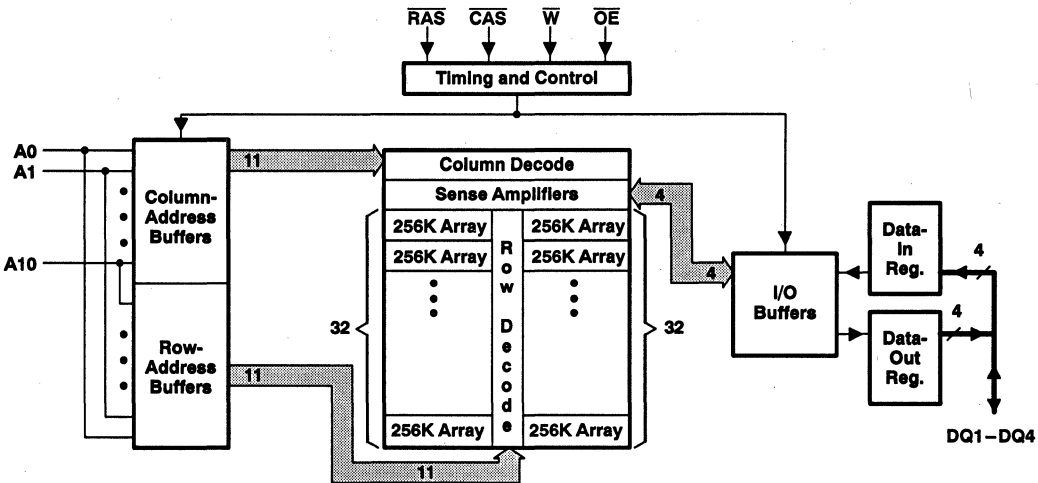 RAS CAS W OE
Timing and Control
A0
A1
A10
Column-
Address
Buffers
Row-
Address
Buffers
11
11
11
Column Decode
Sense Amplifiers
256K Array
256K Array
256K Array
256K Array
256K Array
256K Array
Row Decode
32
32
4
4
I/O
Buffers
Data-
In
Reg.
4
Data-
Out
Reg.
4
DQ1–DQ4